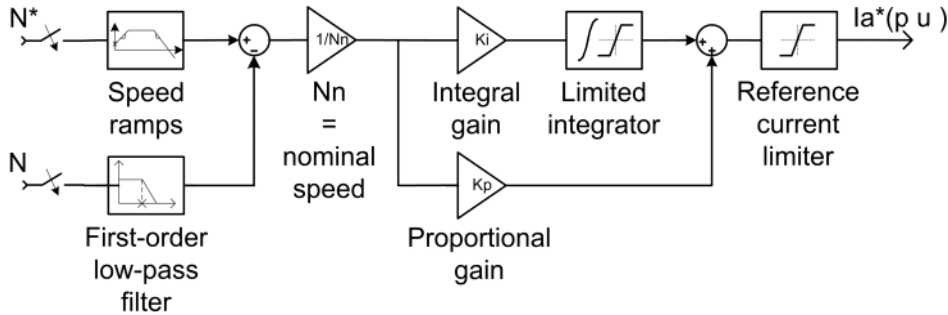 N*
Ia*(p u)
+
−
1/Nn
Ki
+
+
Speed
ramps
Nn
=
nominal
speed
Integral
gain
Limited
integrator
Reference
current
limiter
N
Kp
First-order
low-pass
filter
Proportional
gain